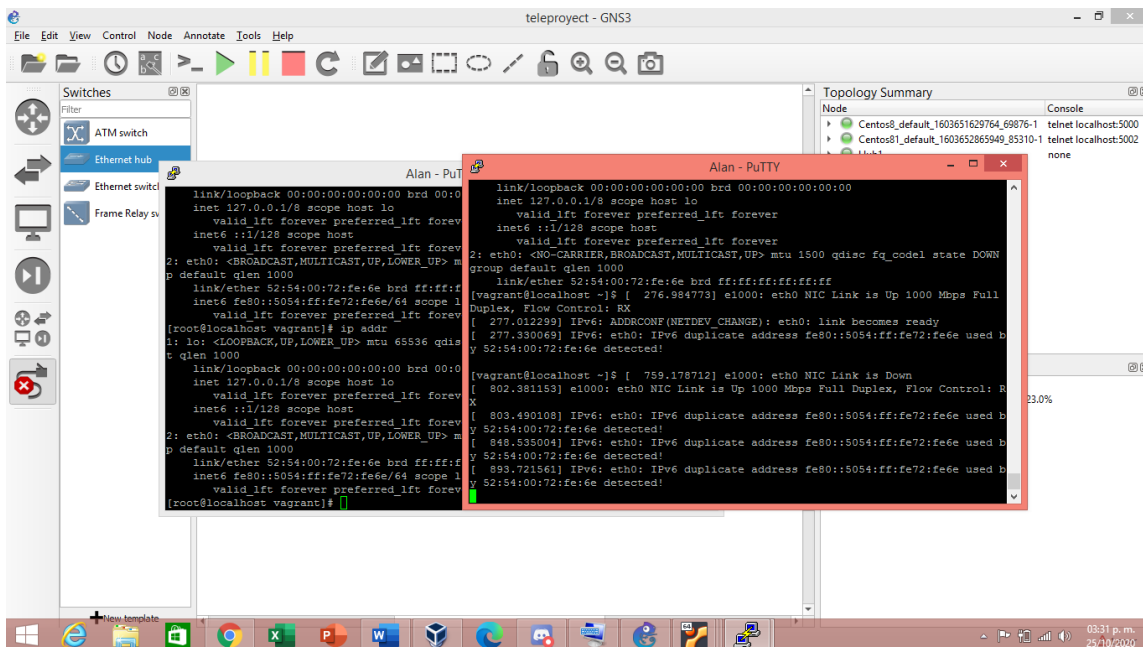 teleproyect - GNS3
File Edit View Control Node Annotate Tools Help
Switches
Filter
ATM switch
Ethernet hub
Ethernet switch
Frame Relay sw
New template
Topology Summary
Node Console
Centos8_default_1603651629764_69876-1 telnet localhost:5000
Centos81_default_1603652865949_85310-1 telnet localhost:5002
Hub1 none
23.0%
Alan - PuT
link/loopback 00:00:00:00:00:00 brd 00:0
inet 127.0.0.1/8 scope host lo
valid_lft forever preferred_lft forev
inet6 ::1/128 scope host
valid_lft forever preferred_lft forev
2: eth0: <BROADCAST,MULTICAST,UP,LOWER_UP> m
p default qlen 1000
link/ether 52:54:00:72:fe:6e brd ff:ff:f
inet6 fe80::5054:ff:fe72:fe6e/64 scope l
valid_lft forever preferred_lft forev
[root@localhost vagrant]# ip addr
1: lo: <LOOPBACK,UP,LOWER_UP> mtu 65536 qdis
t qlen 1000
link/loopback 00:00:00:00:00:00 brd 00:0
inet 127.0.0.1/8 scope host lo
valid_lft forever preferred_lft forev
inet6 ::1/128 scope host
valid_lft forever preferred_lft forev
2: eth0: <BROADCAST,MULTICAST,UP,LOWER_UP> m
p default qlen 1000
link/ether 52:54:00:72:fe:6e brd ff:ff:f
inet6 fe80::5054:ff:fe72:fe6e/64 scope l
valid_lft forever preferred_lft forev
[root@localhost vagrant]#
Alan - PuTTY
link/loopback 00:00:00:00:00:00 brd 00:00:00:00:00:00
inet 127.0.0.1/8 scope host lo
valid_lft forever preferred_lft forever
inet6 ::1/128 scope host
valid_lft forever preferred_lft forever
2: eth0: <NO-CARRIER,BROADCAST,MULTICAST,UP> mtu 1500 qdisc fq_codel state DOWN
group default qlen 1000
link/ether 52:54:00:72:fe:6e brd ff:ff:ff:ff:ff:ff
[vagrant@localhost ~]$ [ 276.984773] e1000: eth0 NIC Link is Up 1000 Mbps Full
Duplex, Flow Control: RX
[ 277.012299] IPv6: ADDRCONF(NETDEV_CHANGE): eth0: link becomes ready
[ 277.330069] IPv6: eth0: IPv6 duplicate address fe80::5054:ff:fe72:fe6e used b
y 52:54:00:72:fe:6e detected!
[vagrant@localhost ~]$ [ 759.178712] e1000: eth0 NIC Link is Down
[ 802.381153] e1000: eth0 NIC Link is Up 1000 Mbps Full Duplex, Flow Control: R
X
[ 803.490108] IPv6: eth0: IPv6 duplicate address fe80::5054:ff:fe72:fe6e used b
y 52:54:00:72:fe:6e detected!
[ 848.535004] IPv6: eth0: IPv6 duplicate address fe80::5054:ff:fe72:fe6e used b
y 52:54:00:72:fe:6e detected!
[ 893.721561] IPv6: eth0: IPv6 duplicate address fe80::5054:ff:fe72:fe6e used b
y 52:54:00:72:fe:6e detected!
03:31 p. m.
25/10/2020